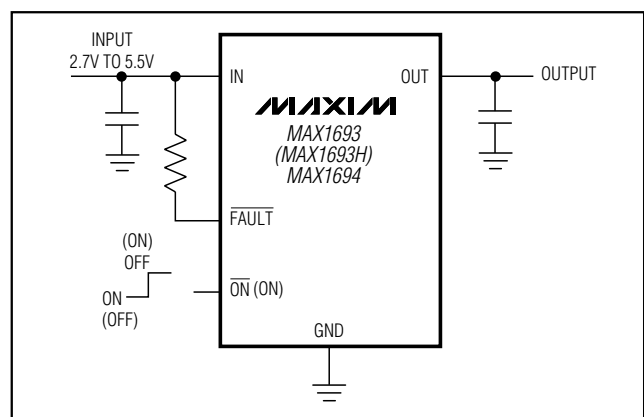 INPUT
2.7V TO 5.5V
IN
OUT
OUTPUT
MAXIM
MAX1693
(MAX1693H)
MAX1694
FAULT
(ON)
OFF
ON
(OFF)
ON (ON)
GND